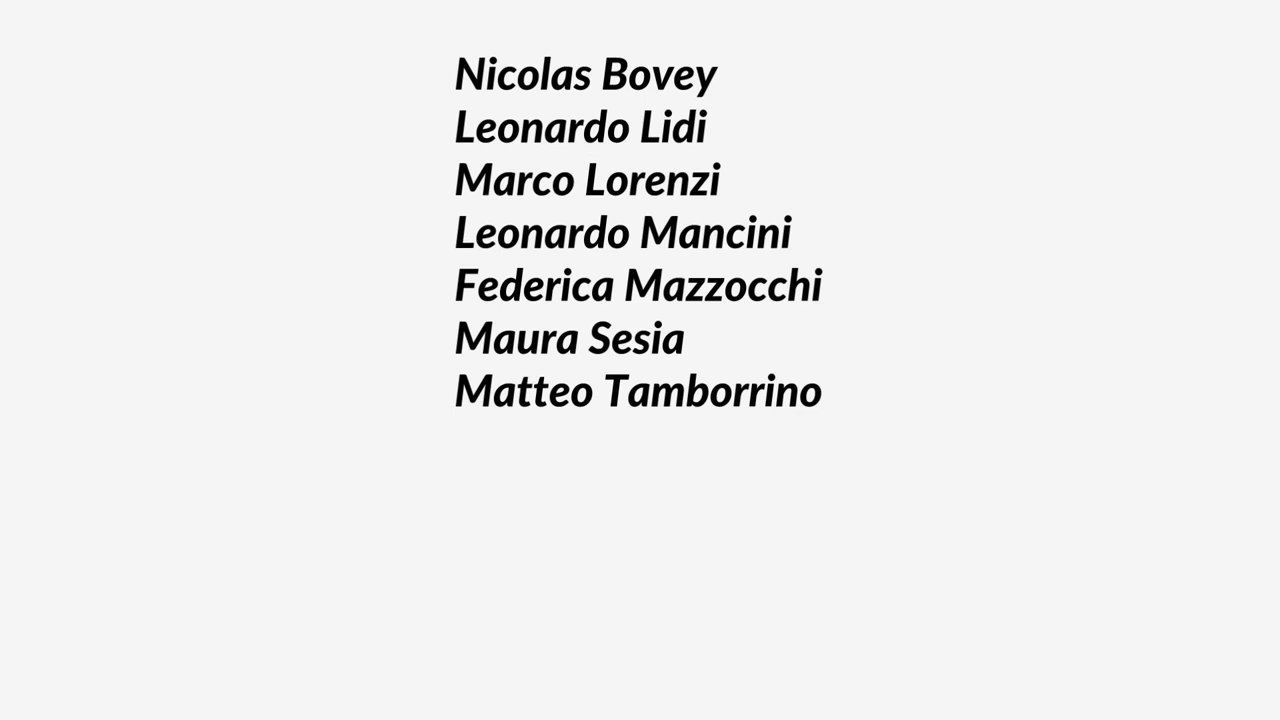 Nicolas Bovey
Leonardo Lidi
Marco Lorenzi
Leonardo Mancini
Federica Mazzocchi
Maura Sesia
Matteo Tamborrino